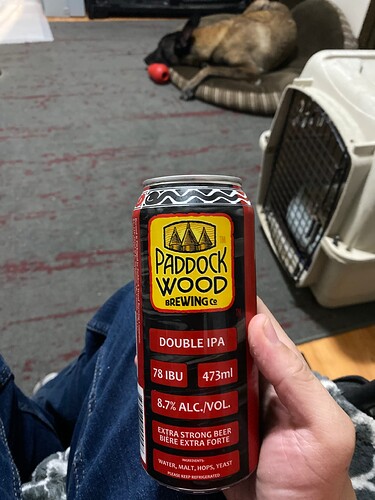 PADDOCK
WOOD
BREWING Co
DOUBLE IPA
78 IBU
473ml
8.7% ALC./VOL.
EXTRA STRONG BEER
BIÈRE EXTRA FORTE
INGREDIENTS:
WATER, MALT, HOPS, YEAST
PLEASE KEEP REFRIGERATED